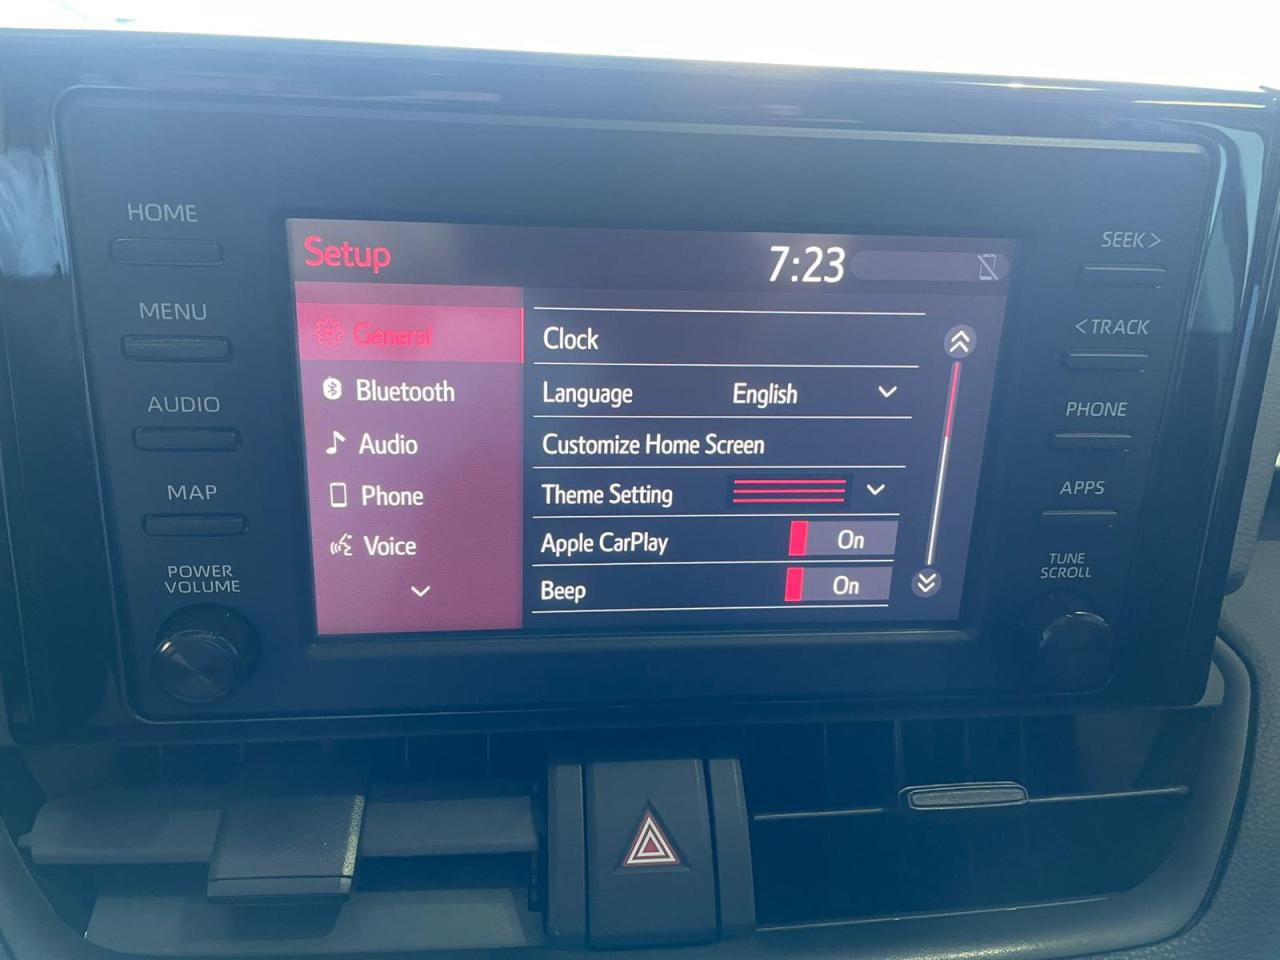 HOME
MENU
AUDIO
MAP
POWER
VOLUME
Setup
7:23
General
Bluetooth
Audio
Phone
Voice
Clock
Language English
Customize Home Screen
Theme Setting
Apple CarPlay On
Beep On
SEEK>
<TRACK
PHONE
APPS
TUNE
SCROLL